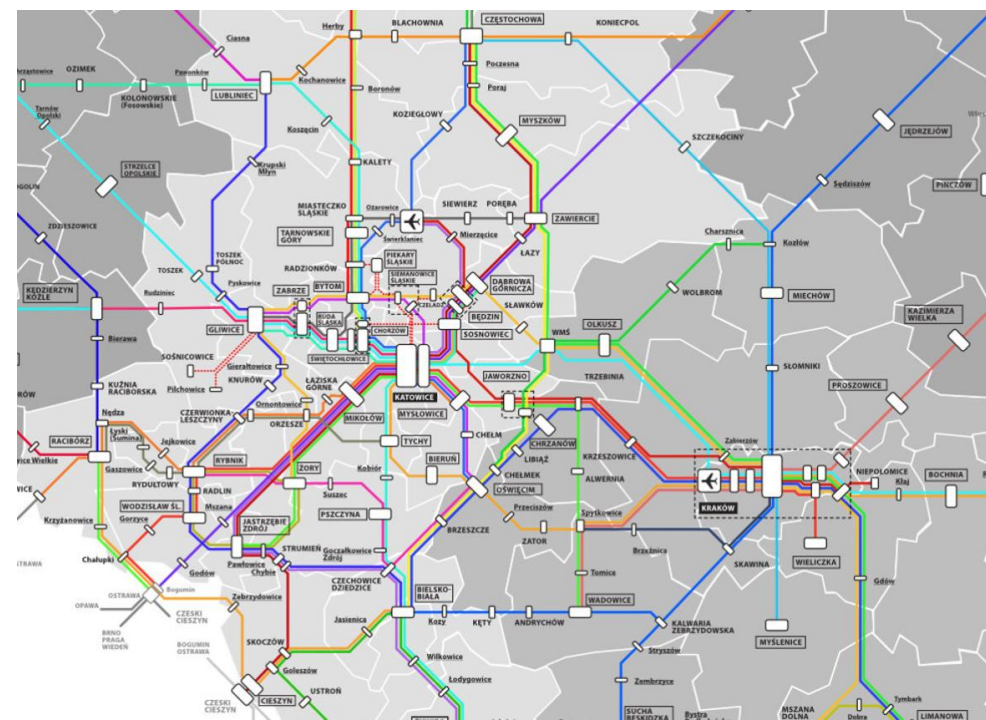 Herby
BLACHOWNIA
CZĘSTOCHOWA
KONIECPOL
Ciasna
OZIMEK
Pawonków
Kochanowice
Poczesna
KOLONOWSKIE
(Fosowskie)
LUBLINIEC
Boronów
Poraj
Tarnów
Opolski
KOZIEGŁOWY
MYSZKÓW
JĘDRZEJÓW
Koszęcin
SZCZEKOCINY
STRZELCE
OPOLSKIE
Krupski
Młyn
KALETY
Sędziszów
PIŃCZÓW
MIASTECZKO
ŚLĄSKIE
Ożarowice
SIEWIERZ
PORĘBA
ZAWIERCIE
ZDZIESZOWICE
TARNOWSKIE
GÓRY
Świerklaniec
Mierzęcice
Charsznica
Kozłów
TOSZEK
PÓŁNOC
PIEKARY
ŚLĄSKIE
ŁAZY
TOSZEK
RADZIONKÓW
SIEMIANOWICE
ŚLĄSKIE
KĘDZIERZYN
KOŹLE
Rudziniec
Pyskowice
ZABRZE
BYTOM
CZELADŹ
DĄBROWA
GÓRNICZA
SŁAWKÓW
WOLBROM
MIECHÓW
BĘDZIN
KAZIMIERZA
WIELKA
GLIWICE
RUDA
ŚLĄSKA
CHORZÓW
SOSNOWIEC
WMŚ
OLKUSZ
Bierawa
SOŚNICOWICE
ŚWIĘTOCHŁOWICE
Gierałtowice
SŁOMNIKI
KUŹNIA
RACIBORSKA
Pilchowice
KNURÓW
ŁAZISKA
GÓRNE
KATOWICE
JAWORZNO
TRZEBINIA
PROSZOWICE
Nędza
CZERWIONKA
LESZCZYNY
Ornontowice
ORZESZE
MIKOŁÓW
MYSŁOWICE
Łyski
(Sumina)
Jejkowice
TYCHY
CHEŁM
CHRZANÓW
Zabierzów
RACIBÓRZ
LIBIĄŻ
KRZESZOWICE
Gaszowice
RYBNIK
Kobiór
BIERUŃ
CHEŁMEK
NIEPOŁOMICE
RYDUŁTOWY
ŻORY
ALWERNIA
Kłaj
BOCHNIA
RADLIN
Suszec
OŚWIĘCIM
KRAKÓW
WODZISŁAW ŚL.
Mszana
PSZCZYNA
Przeciszów
Spytkowice
Krzyżanowice
Gorzyce
JASTRZĘBIE
ZDRÓJ
BRZESZCZE
ZATOR
Brzeźnica
WIELICZKA
STRUMIEŃ
Goczałkowice
Zdrój
Chałupki
Pawłowice
Chybie
SKAWINA
Godów
CZECHOWICE
DZIEDZICE
Tomice
Gdów
OSTRAWA
Bogumin
Zebrzydowice
BIELSKO-
BIAŁA
WADOWICE
OPAWA
CZESKI
CIESZYN
Jasienica
Kozy
KĘTY
ANDRYCHÓW
KALWARIA
ZEBRZYDOWSKA
MYŚLENICE
BRNO
PRAGA
WIEDEŃ
BOGUMIN
OSTRAWA
SKOCZÓW
Stryszów
Goleszów
Wilkowice
Zembrzyce
CIESZYN
USTROŃ
Łodygowice
Tymbark
CZESKI
CIESZYN
SUCHA
BESKIDZKA
Bystra
MSZANA
DOLNA
Dobra
LIMANOWA